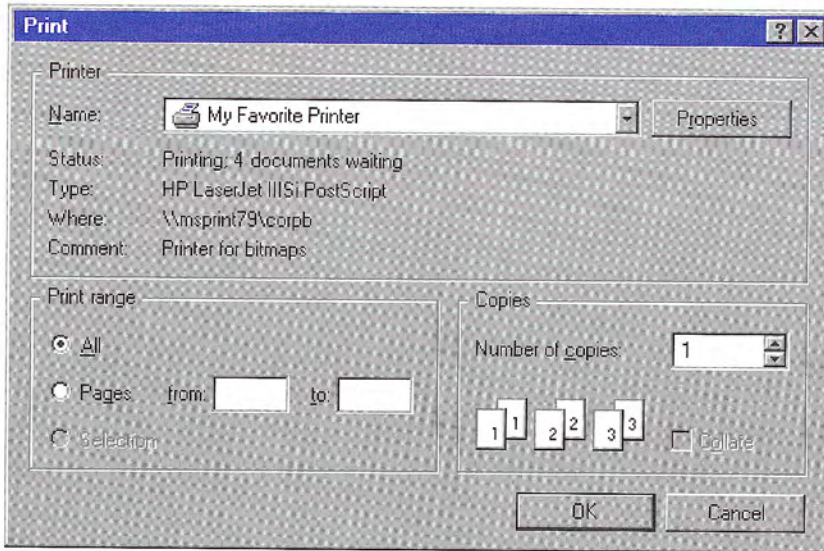 Print
Printer
Name: My Favorite Printer Properties
Status: Printing; 4 documents waiting
Type: HP LaserJet IIISi PostScript
Where: \\msprint79\corpb
Comment: Printer for bitmaps
Print range
All
Pages from: to:
Selection
Copies
Number of copies: 1
1 1 2 2 3 3
Collate
OK Cancel